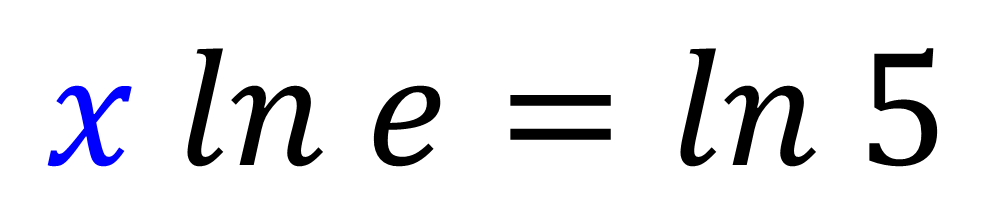 x ln e = ln 5